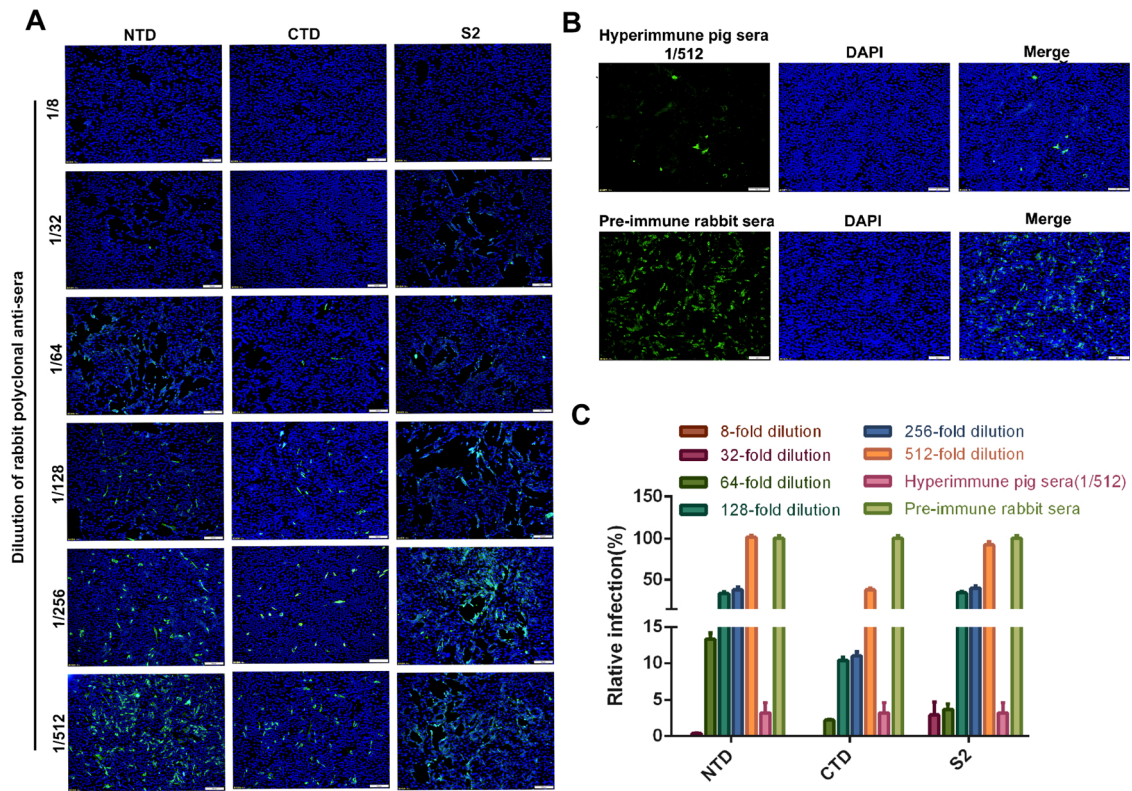 A
NTD
CTD
S2
Diluution of rabbit polyclonal anti-sera
1/8
1/32
1/64
1/128
1/256
1/512
B
Hyperimmune pig sera
1/512
DAPI
Merge
Pre-immune rabbit sera
DAPI
Merge
C
8-fold dilution
32-fold dilution
64-fold dilution
128-fold dilution
256-fold dilution
512-fold dilution
Hyperimmune pig sera(1/512)
Pre-immune rabbit sera
Rlative infection(%)
150
100
50
15
10
5
0
NTD
CTD
S2